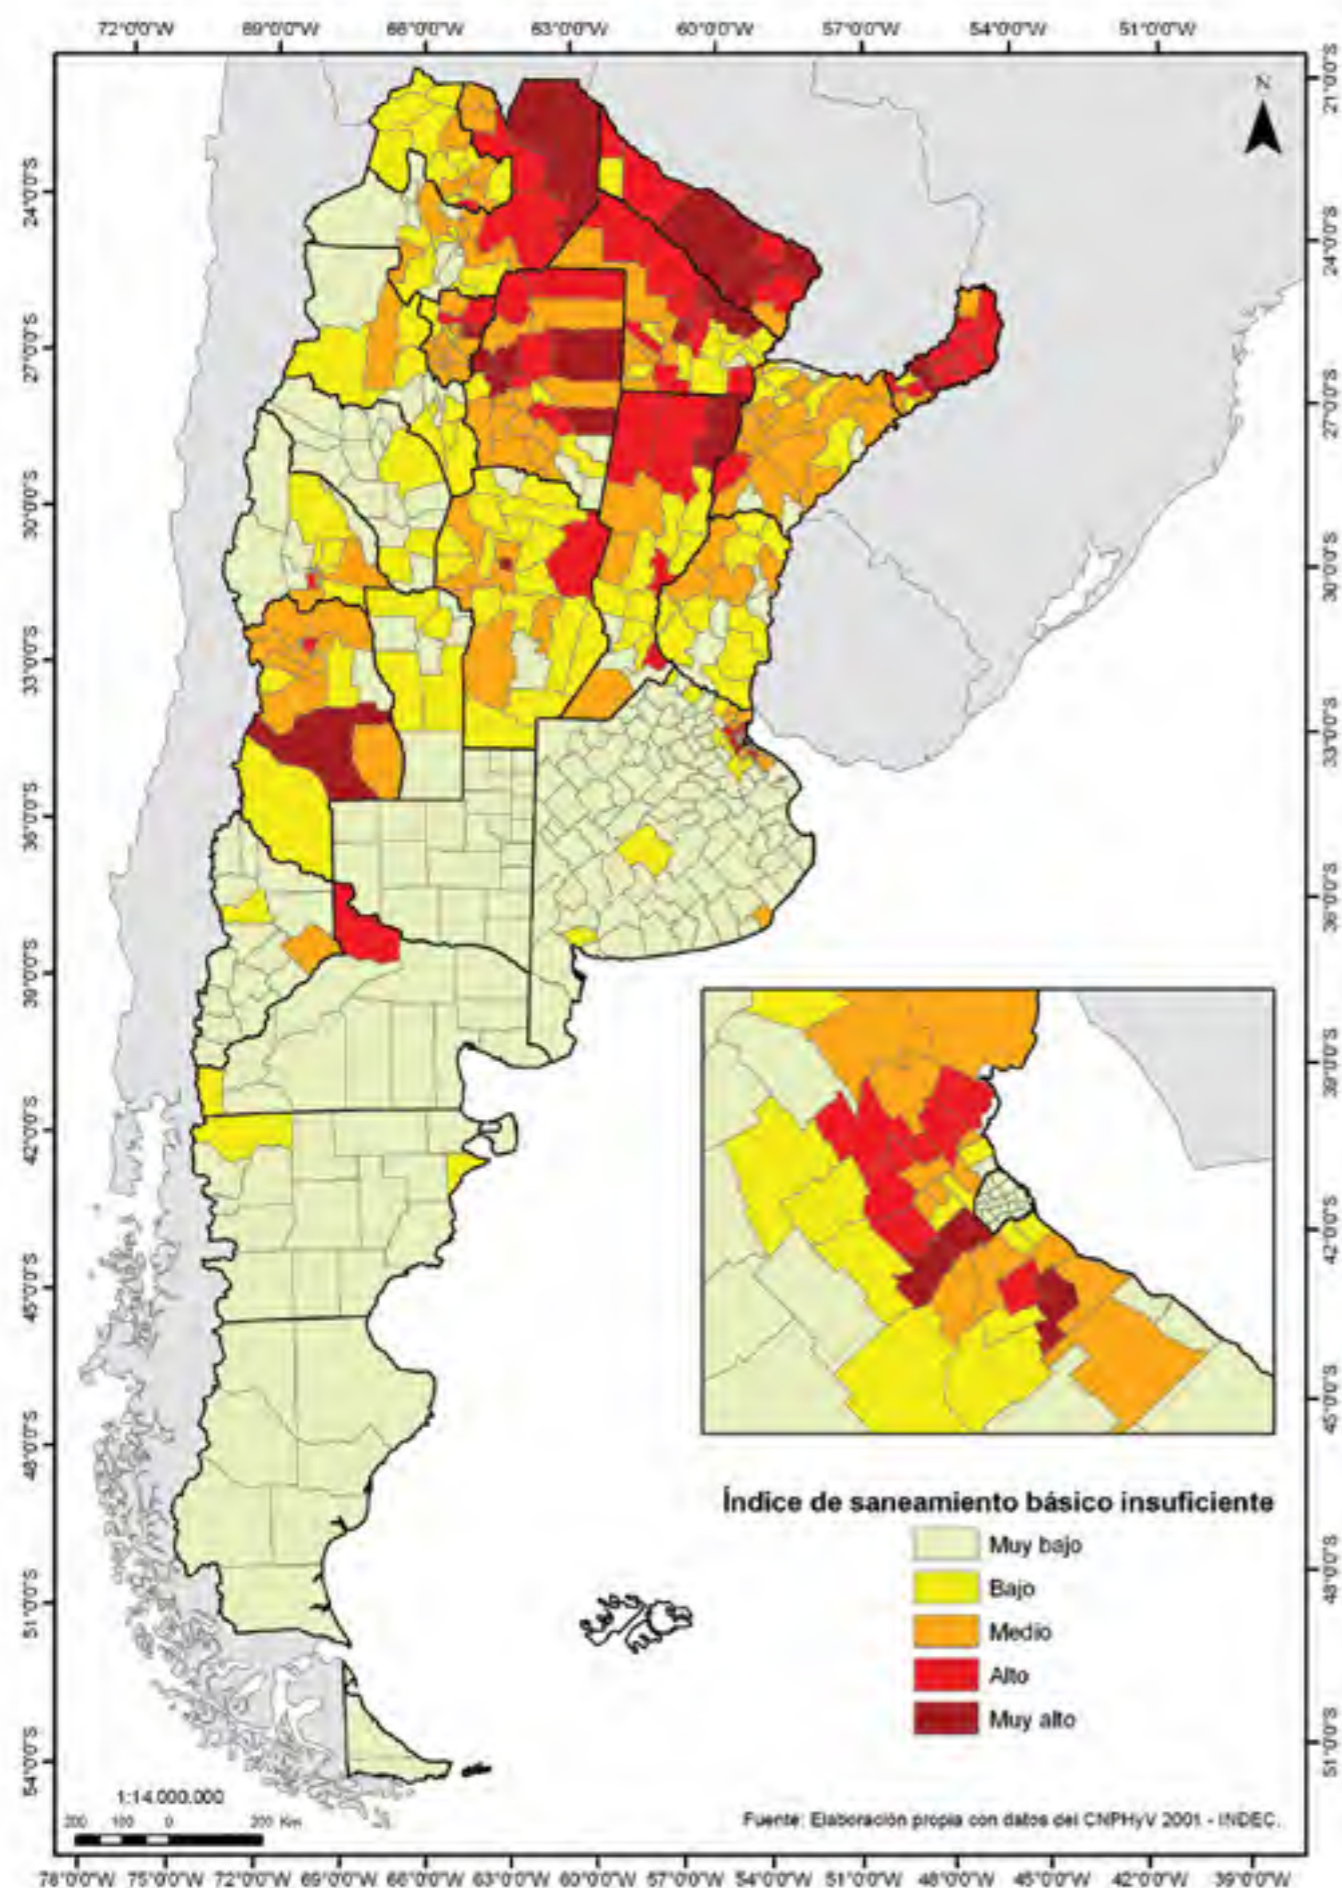 72°0'0"W 69°0'0"W 66°0'0"W 63°0'0"W 60°0'0"W 57°0'0"W 54°0'0"W 51°0'0"W
N
24°0'0"S
27°0'0"S
30°0'0"S
33°0'0"S
36°0'0"S
39°0'0"S
42°0'0"S
45°0'0"S
48°0'0"S
51°0'0"S
54°0'0"S
21°0'0"S
24°0'0"S
27°0'0"S
30°0'0"S
33°0'0"S
36°0'0"S
39°0'0"S
42°0'0"S
45°0'0"S
48°0'0"S
51°0'0"S
Índice de saneamiento básico insuficiente
Muy bajo
Bajo
Medio
Alto
Muy alto
1:14.000.000
200 100 0 200 Km
Fuente: Elaboración propia con datos del CNPHyV 2001 - INDEC.
78°0'0"W 75°0'0"W 72°0'0"W 69°0'0"W 66°0'0"W 63°0'0"W 60°0'0"W 57°0'0"W 54°0'0"W 51°0'0"W 48°0'0"W 45°0'0"W 42°0'0"W 39°0'0"W